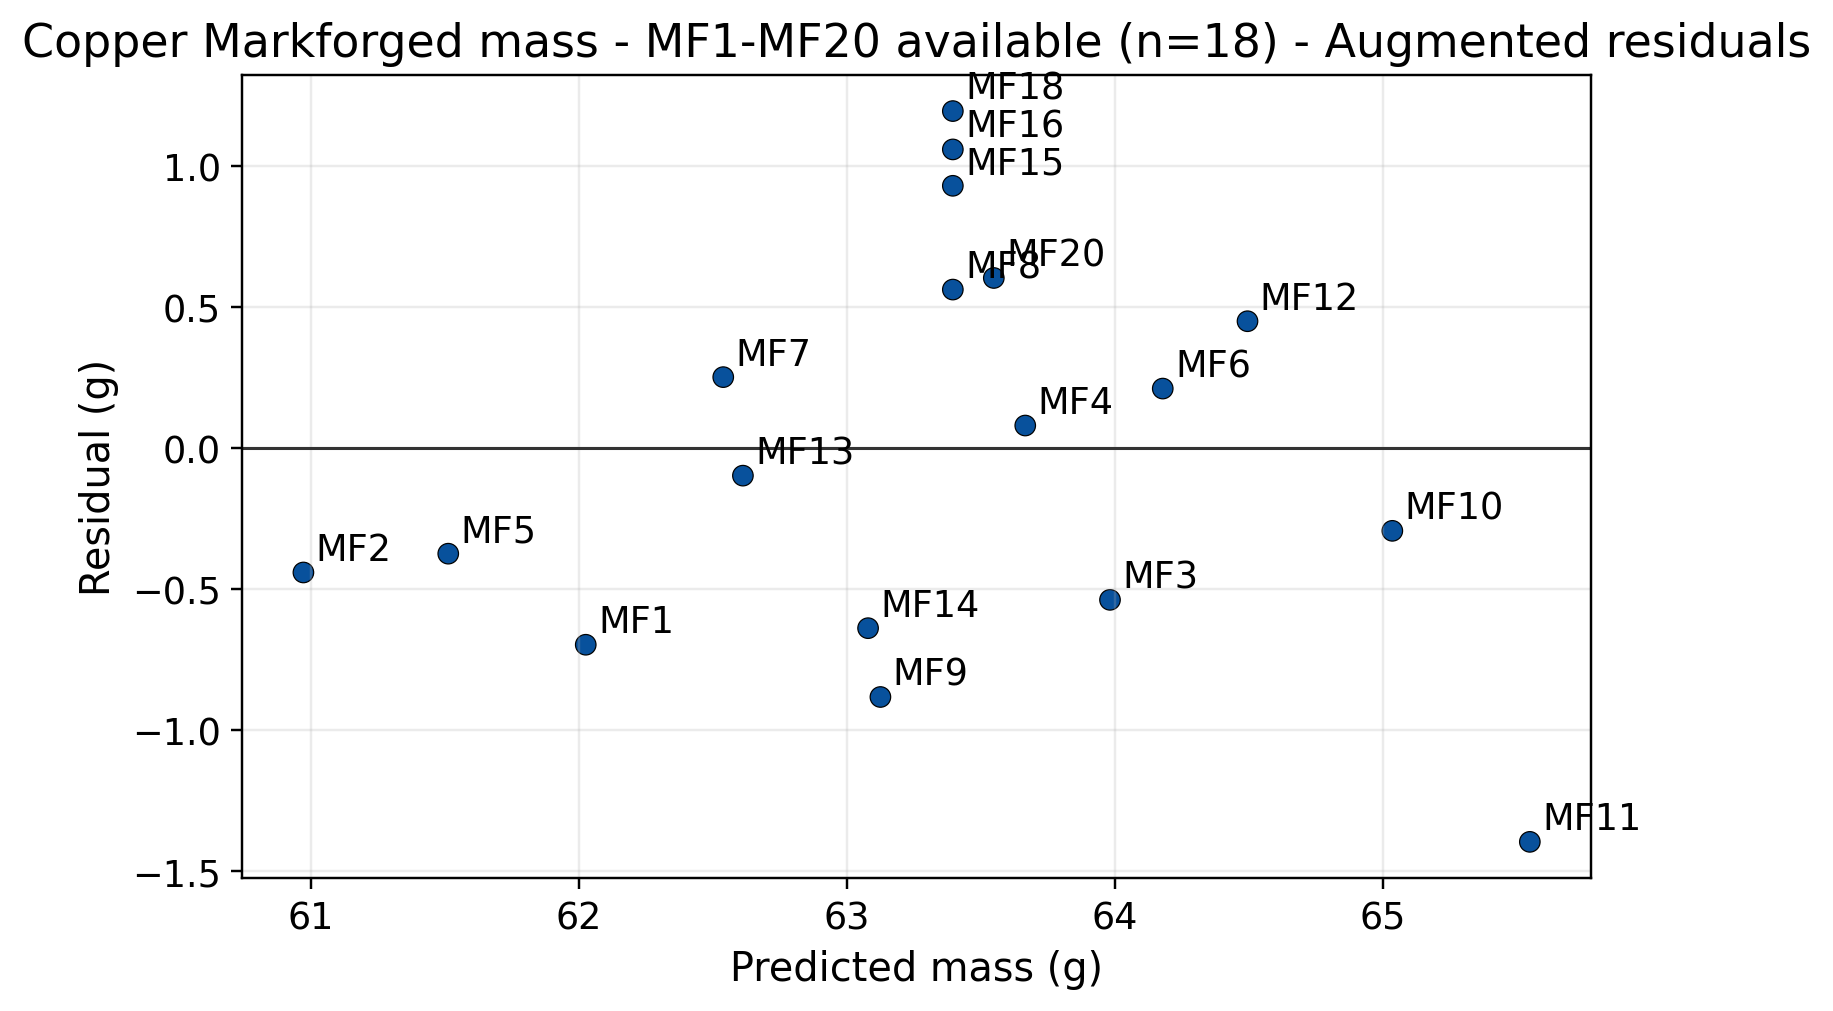 Copper Markforged mass - MF1-MF20 available (n=18) - Augmented residuals
MF18
MF16
MF15
MF20
MF8
MF12
MF7
MF6
MF4
MF13
MF10
MF5
MF2
MF3
MF14
MF1
MF9
MF11
1.0
0.5
0.0
−0.5
−1.0
−1.5
Residual (g)
61
62
63
64
65
Predicted mass (g)